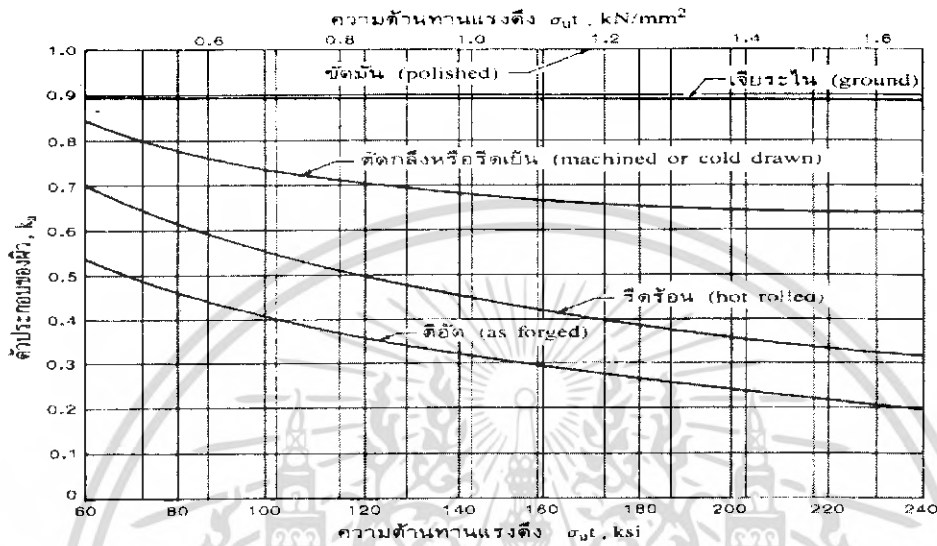 ความต้านทานแรงดึง σut , kN/mm²
0.6 0.8 1.0 1.2 1.4 1.6
1.0
ขัดมัน (polished)
เจียระไน (ground)
0.9
0.8
ตัดกลึงหรือรีดเย็น (machined or cold drawn)
0.7
0.6
0.5
รีดร้อน (hot rolled)
0.4
ตีอัด (as forged)
0.3
0.2
0.1
0
ตัวประกอบของผิว, ku
60 80 100 120 140 160 180 200 220 240
ความต้านทานแรงดึง σut , ksi